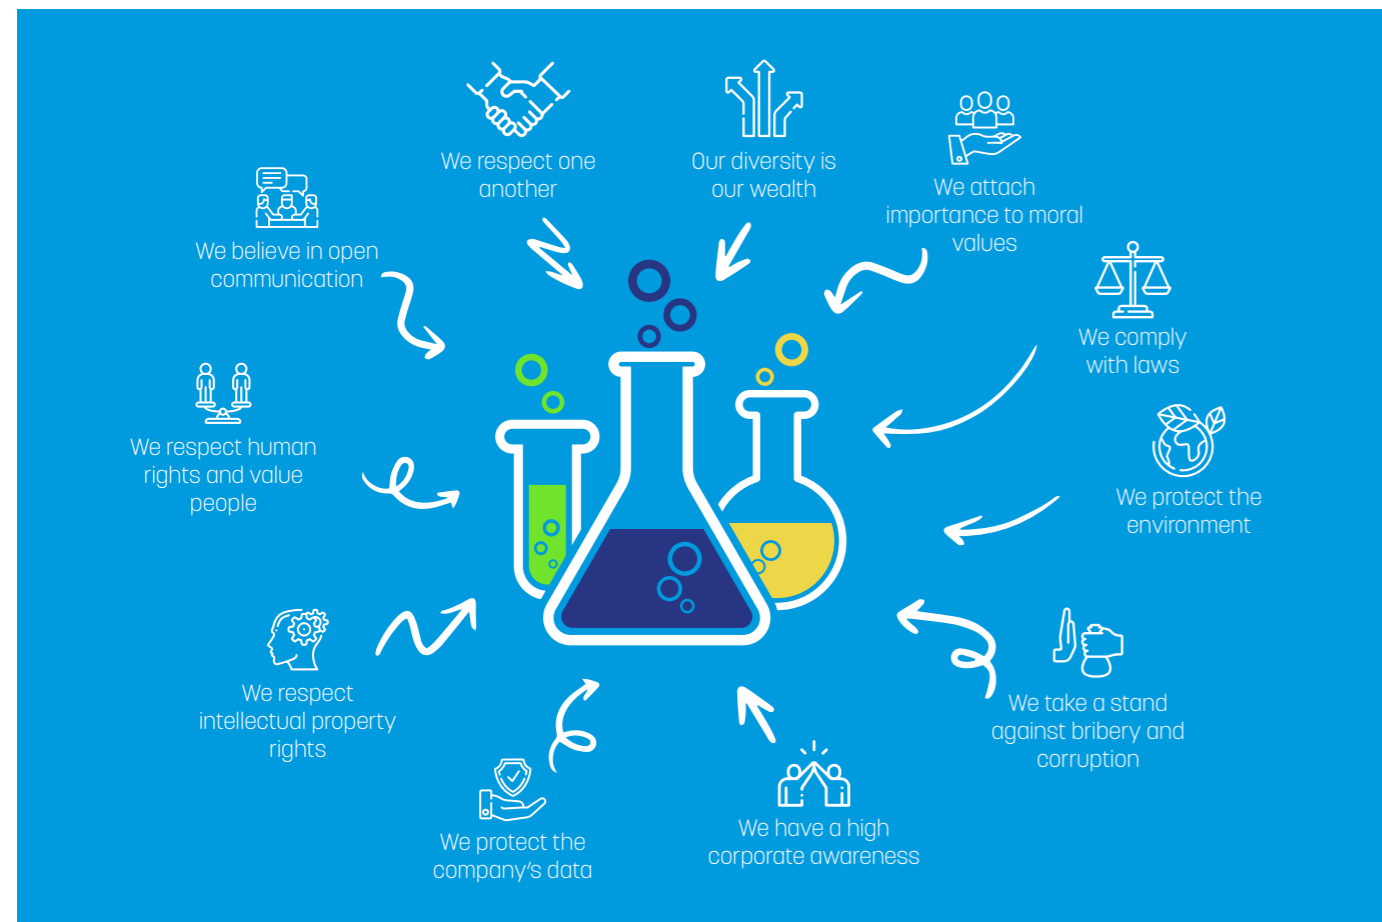 We respect one
another
Our diversity is
our wealth
We attach
importance to moral
values
We believe in open
communication
We comply
with laws
We respect human
rights and value
people
We protect the
environment
We respect
intellectual property
rights
We take a stand
against bribery and
corruption
We protect the
company's data
We have a high
corporate awareness